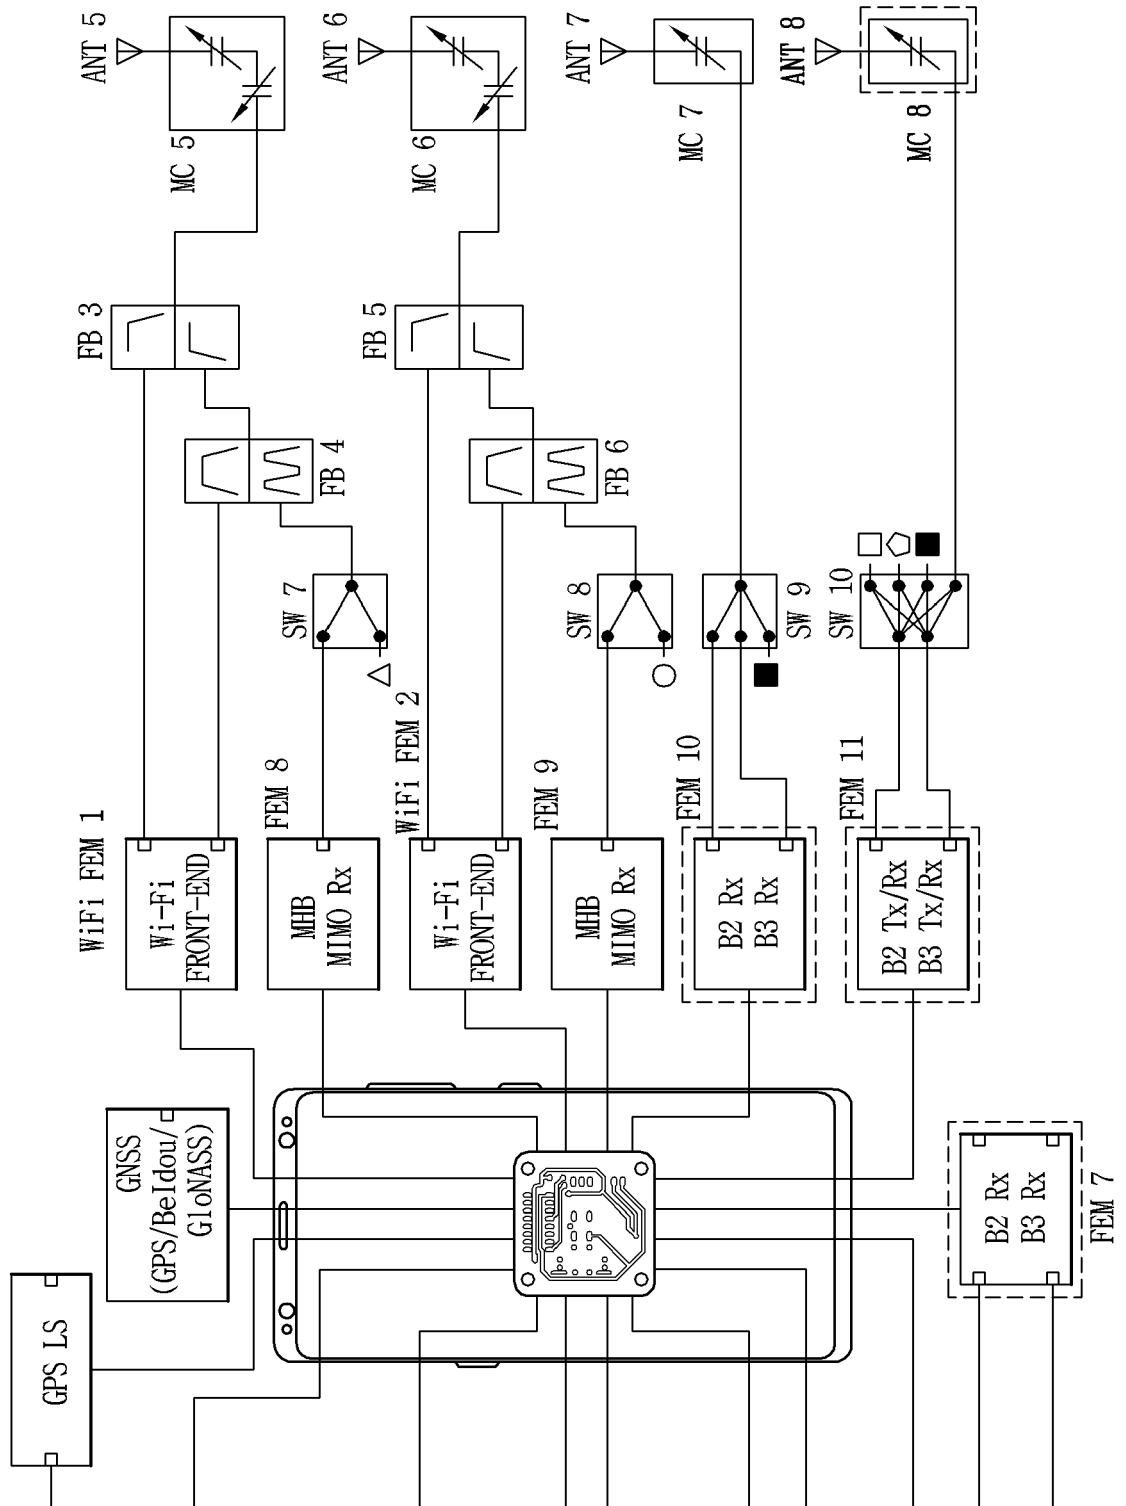 ANT 5
ANT 6
ANT 7
ANT 8
MC 5
MC 6
MC 7
MC 8
FB 3
FB 5
FB 4
FB 6
SW 7
SW 8
SW 9
SW 10
WiFi FEM 1
FEM 8
WiFi FEM 2
FEM 9
FEM 10
FEM 11
Wi-Fi
FRONT-END
MHB
MIMO Rx
Wi-Fi
FRONT-END
MHB
MIMO Rx
B2 Rx
B3 Rx
B2 Tx/Rx
B3 Tx/Rx
GNSS
(GPS/BeIdou/
GloNASS)
B2 Rx
B3 Rx
FEM 7
GPS LS